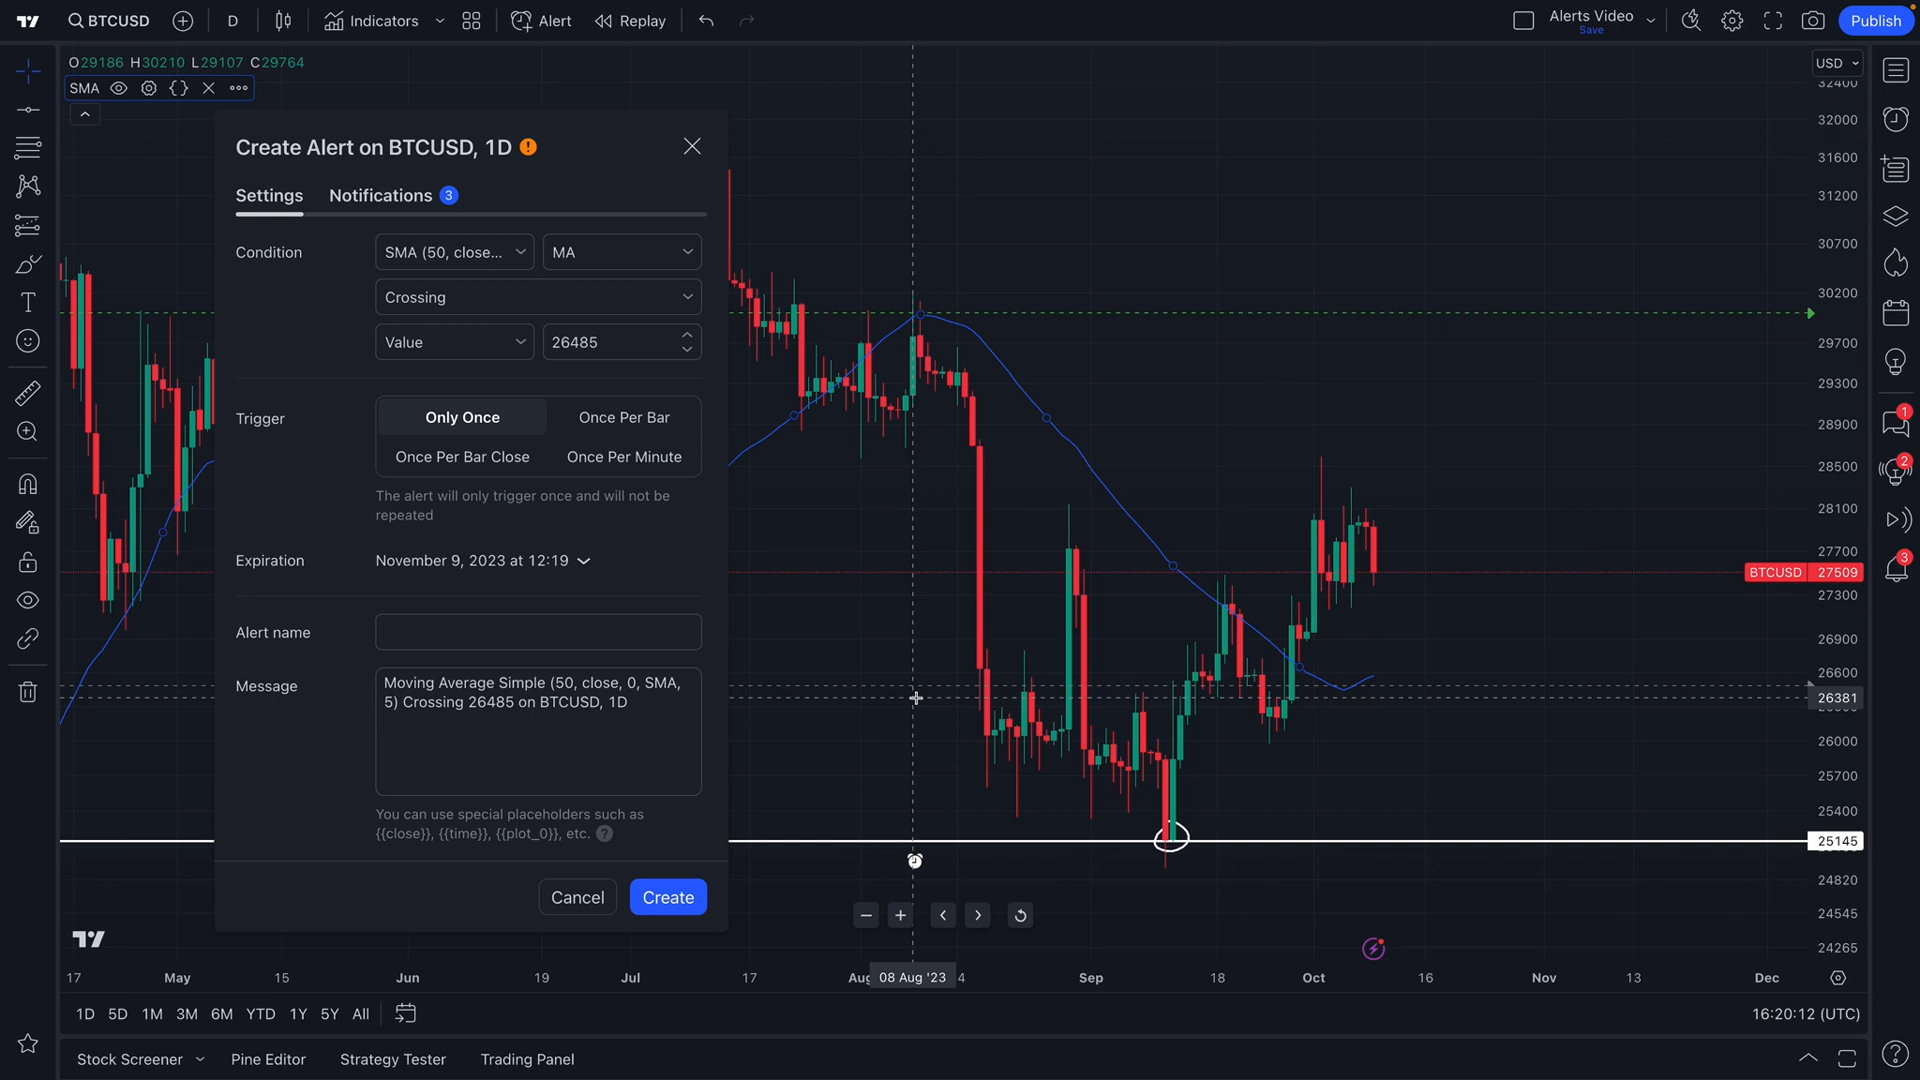 BTCUSD D Indicators Alert Replay Alerts Video Save Publish
O29186 H30210 L29107 C29764
SMA
USD
Create Alert on BTCUSD, 1D
Settings Notifications 3
Condition SMA (50, close... MA
Crossing
Value 26485
Trigger Only Once Once Per Bar
Once Per Bar Close Once Per Minute
The alert will only trigger once and will not be
repeated
Expiration November 9, 2023 at 12:19
Alert name
Message Moving Average Simple (50, close, 0, SMA,
5) Crossing 26485 on BTCUSD, 1D
You can use special placeholders such as
{{close}}, {{time}}, {{plot_0}}, etc. ?
Cancel Create
32400
32000
31600
31200
30700
30200
29700
29300
28900
28500
28100
27700
BTCUSD 27509
27300
26900
26600
26381
26000
25700
25400
25145
24820
24545
24265
1
2
3
17 May 15 Jun 19 Jul 17 Aug 08 Aug '23 4 Sep 18 Oct 16 Nov 13 Dec
1D 5D 1M 3M 6M YTD 1Y 5Y All 16:20:12 (UTC)
Stock Screener Pine Editor Strategy Tester Trading Panel